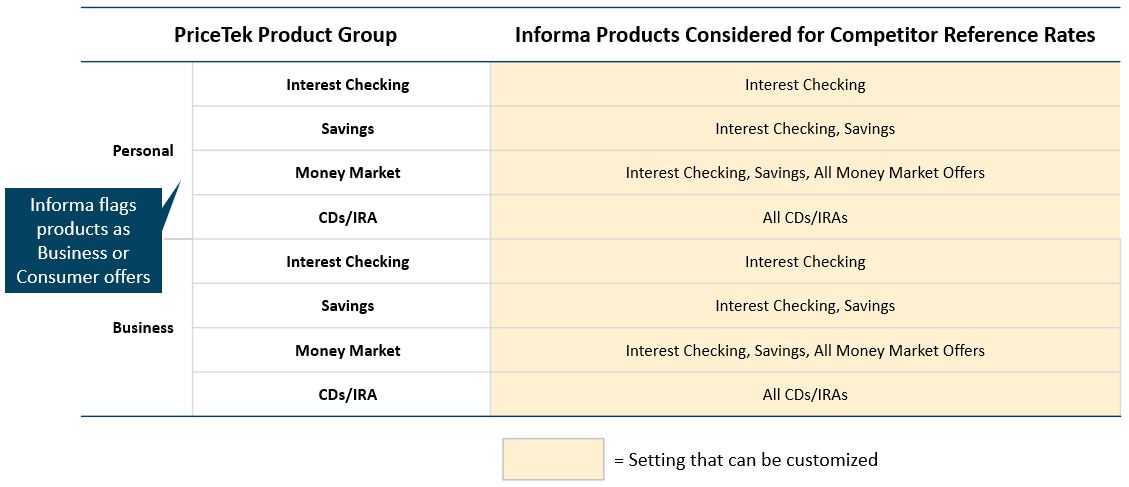 PriceTek Product Group Informa Products Considered for Competitor Reference Rates
Interest Checking Interest Checking
Savings Interest Checking, Savings
Personal
Money Market Interest Checking, Savings, All Money Market Offers
CDs/IRA All CDs/IRAs
Informa flags
products as
Business or
Consumer offers
Interest Checking Interest Checking
Savings Interest Checking, Savings
Business
Money Market Interest Checking, Savings, All Money Market Offers
CDs/IRA All CDs/IRAs
= Setting that can be customized